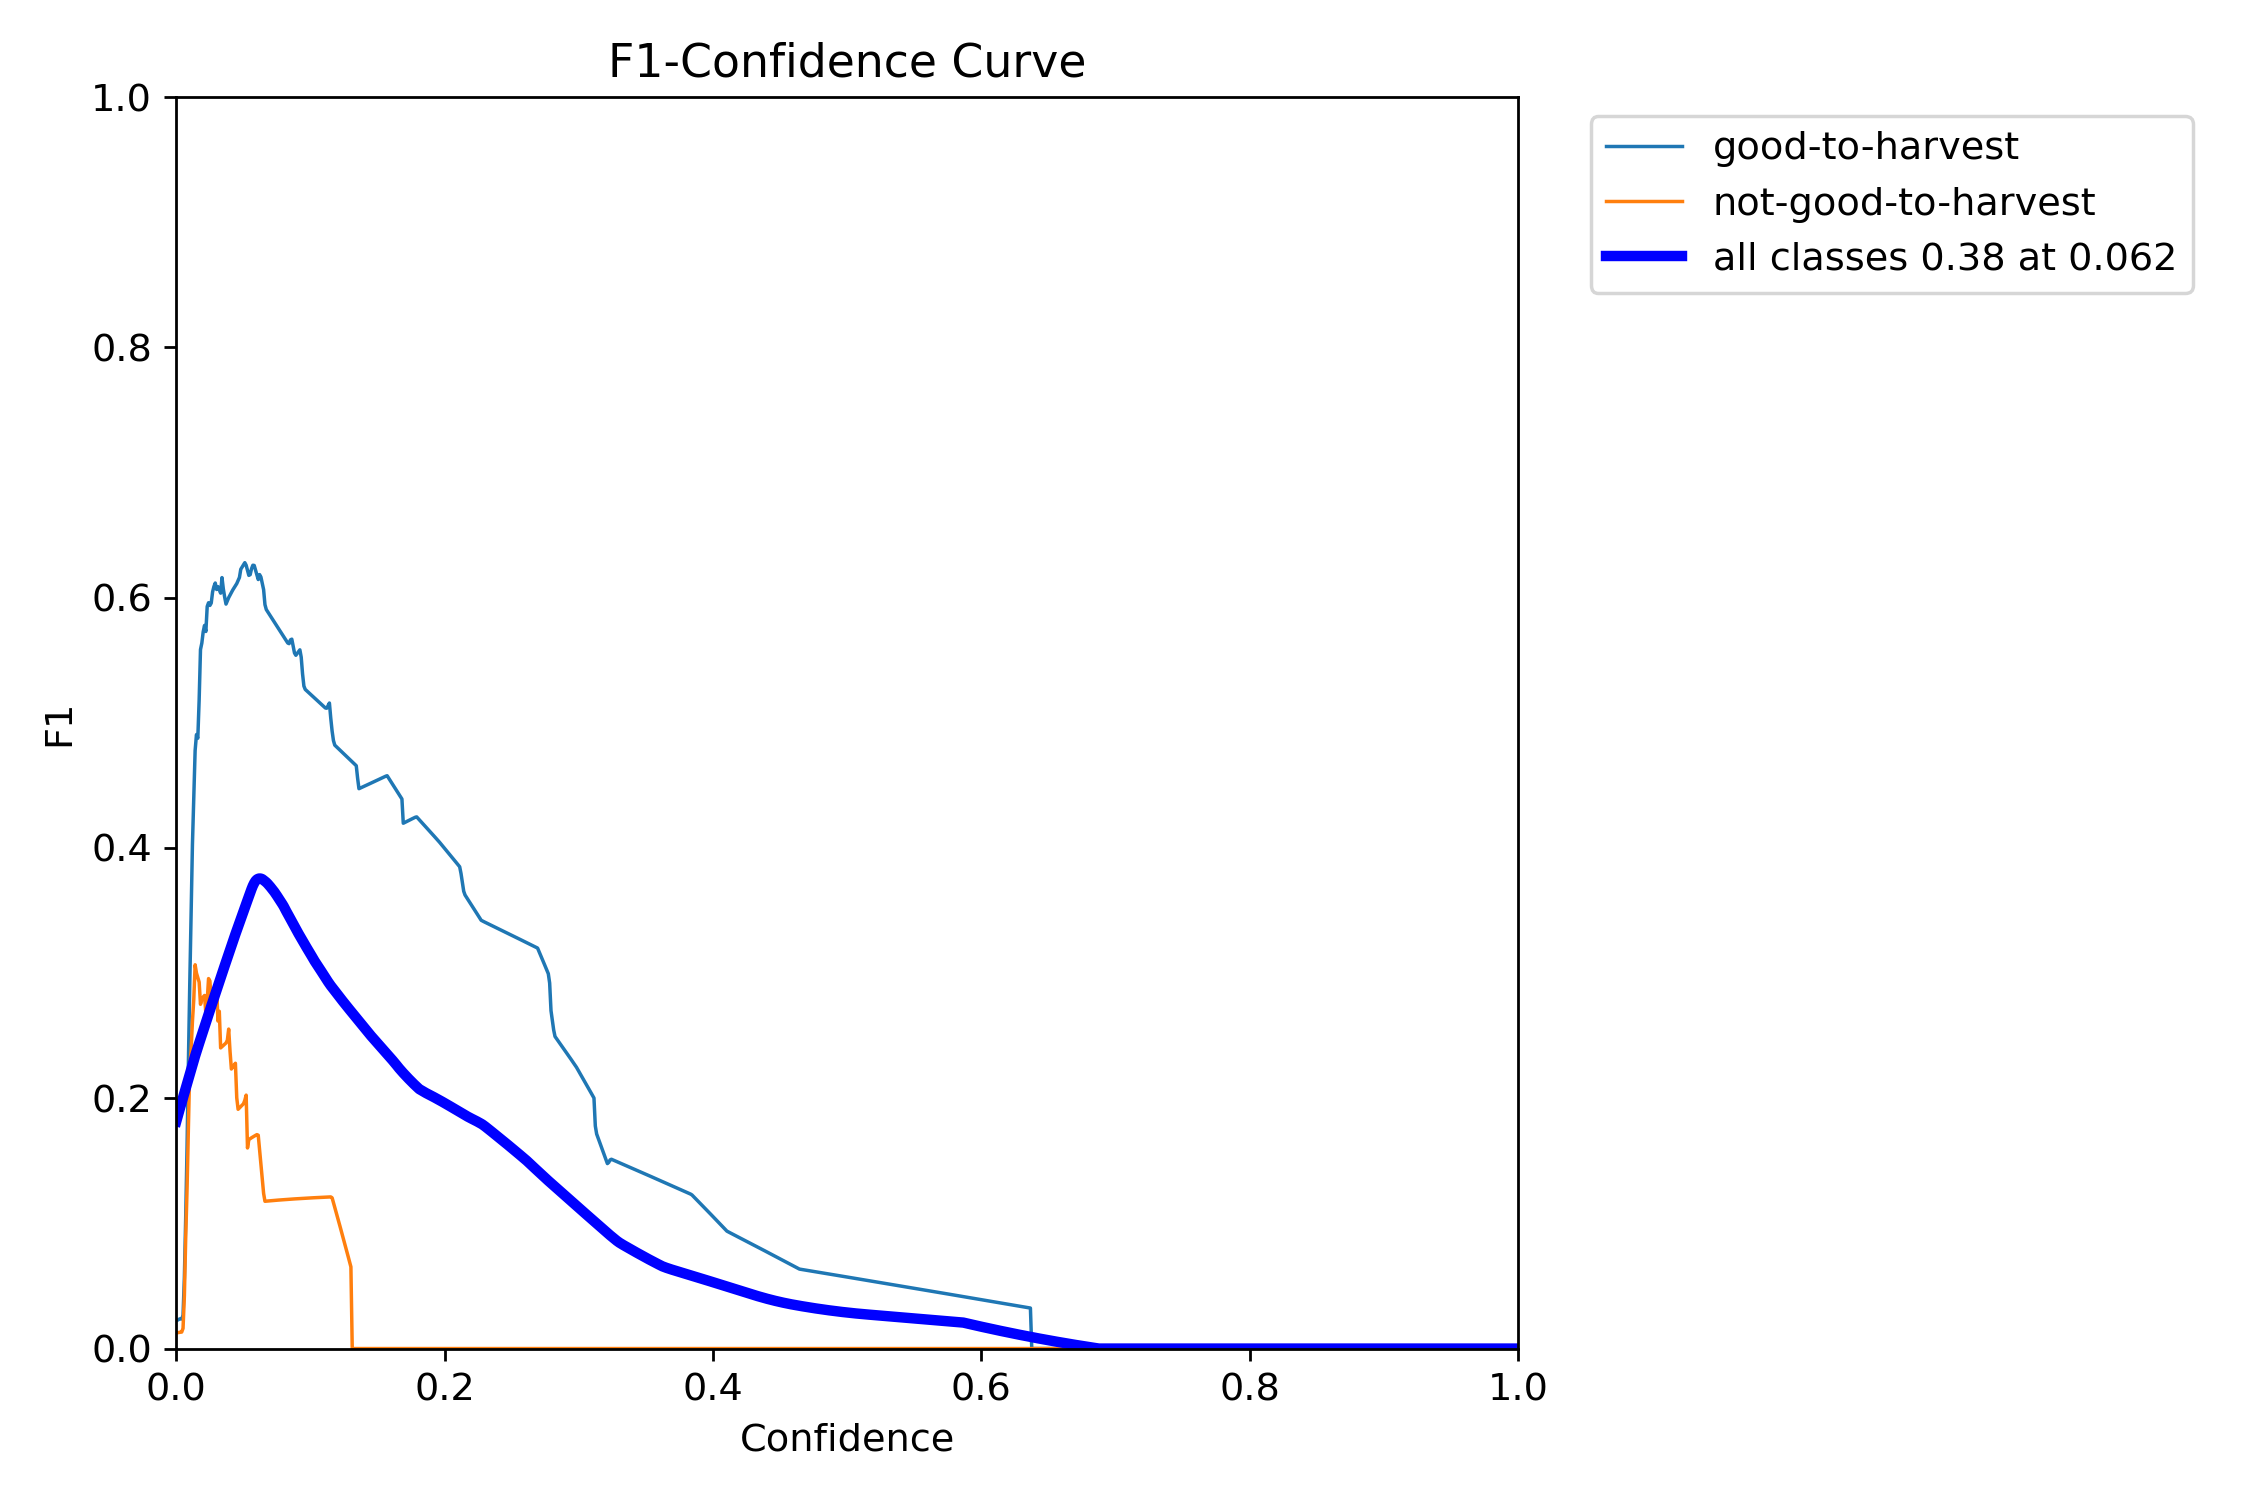 F1-Confidence Curve
1.0
0.8
0.6
0.4
0.2
0.0
F1
0.0 0.2 0.4 0.6 0.8 1.0
Confidence
good-to-harvest
not-good-to-harvest
all classes 0.38 at 0.062